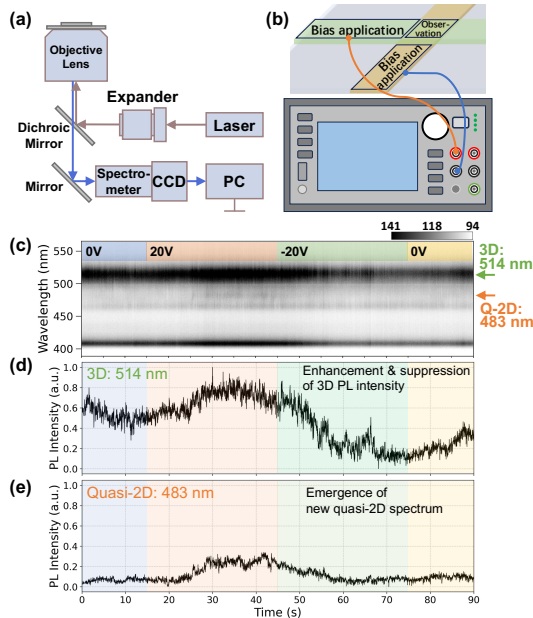 (a)
Objective
Lens
Expander
Laser
Dichroic
Mirror
Mirror
Spectro-
meter
CCD
PC
(b)
Bias application
Obser-
vation
Bias
application
(c)
141 118 94
0V 20V -20V 0V
Wavelength (nm)
550
500
450
400
3D:
514 nm
Q-2D:
483 nm
(d)
3D: 514 nm
Enhancement & suppression
of 3D PL intensity
PL Intensity (a.u.)
1.0
0.8
0.6
0.4
0.2
0.0
(e)
Quasi-2D: 483 nm
Emergence of
new quasi-2D spectrum
PL Intensity (a.u.)
1.0
0.8
0.6
0.4
0.2
0.0
0 10 20 30 40 50 60 70 80 90
Time (s)